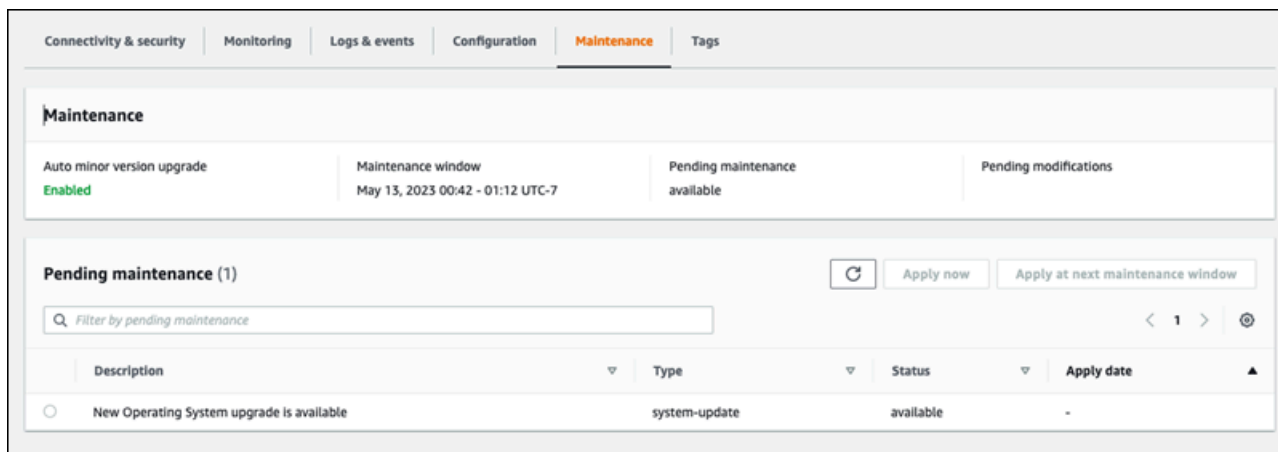 Connectivity & security Monitoring Logs & events Configuration Maintenance Tags
Maintenance
Auto minor version upgrade Maintenance window Pending maintenance Pending modifications
Enabled May 13, 2023 00:42 - 01:12 UTC-7 available
Pending maintenance (1) Apply now Apply at next maintenance window
Filter by pending maintenance 1
Description Type Status Apply date
New Operating System upgrade is available system-update available -